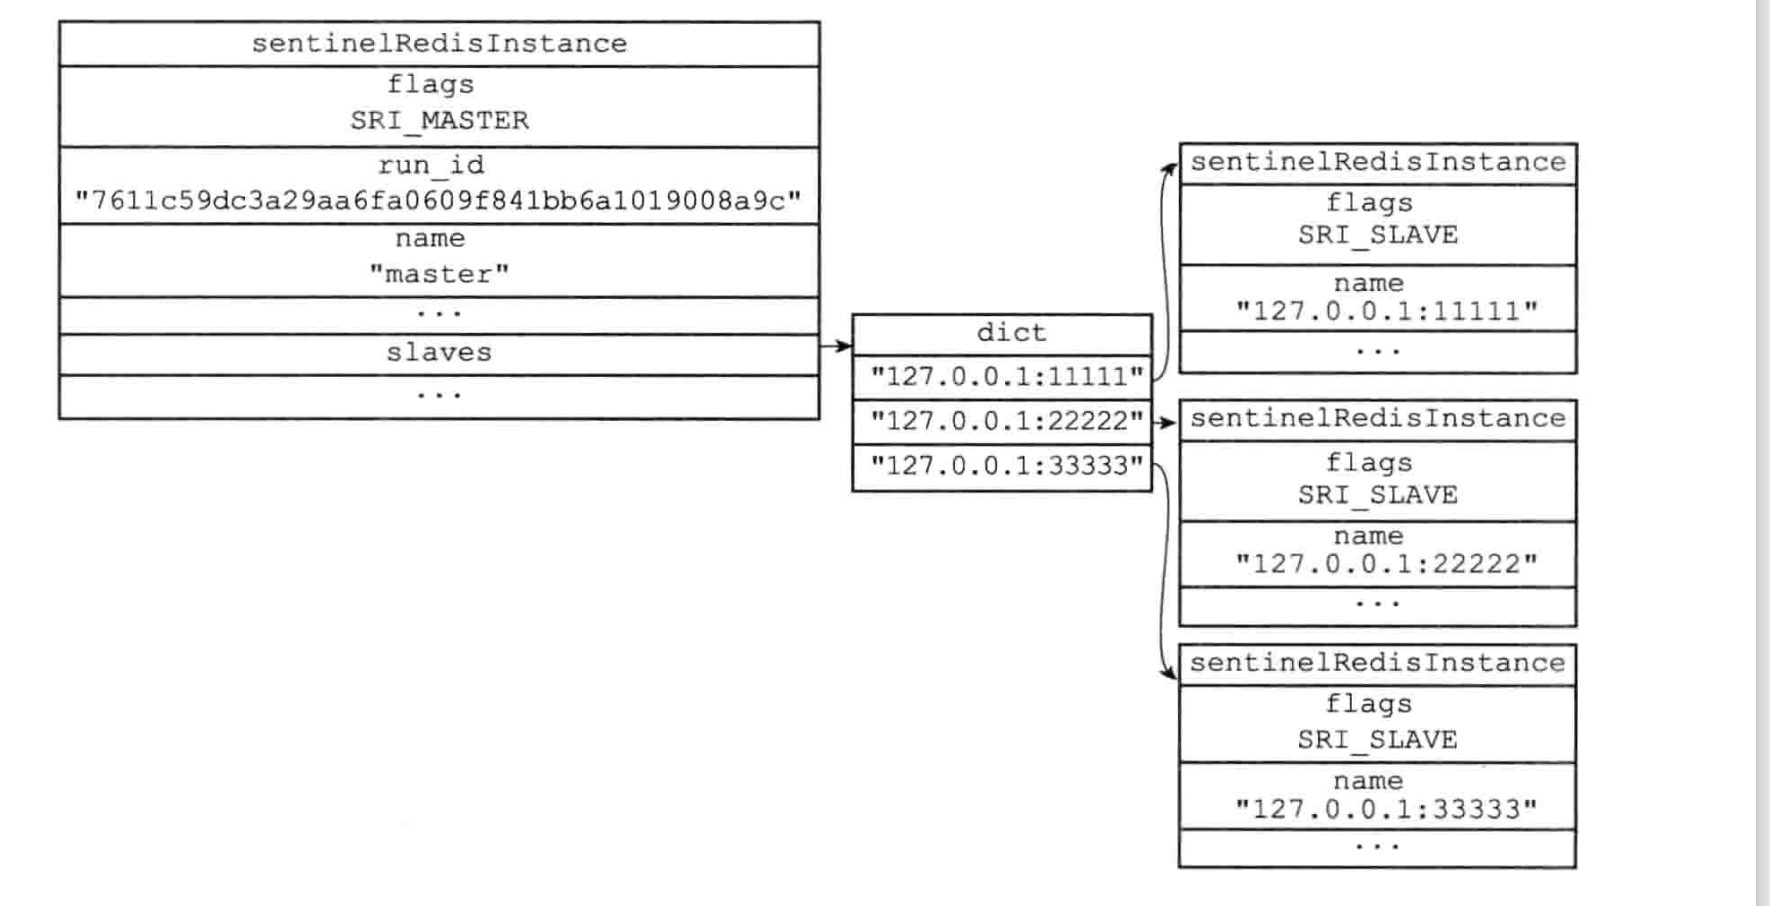 sentinelRedisInstance
flags
SRI_MASTER
run_id
"7611c59dc3a29aa6fa0609f841bb6a1019008a9c"
name
"master"
...
slaves
...
dict
"127.0.0.1:11111"
"127.0.0.1:22222"
"127.0.0.1:33333"
sentinelRedisInstance
flags
SRI_SLAVE
name
"127.0.0.1:11111"
...
sentinelRedisInstance
flags
SRI_SLAVE
name
"127.0.0.1:22222"
...
sentinelRedisInstance
flags
SRI_SLAVE
name
"127.0.0.1:33333"
...